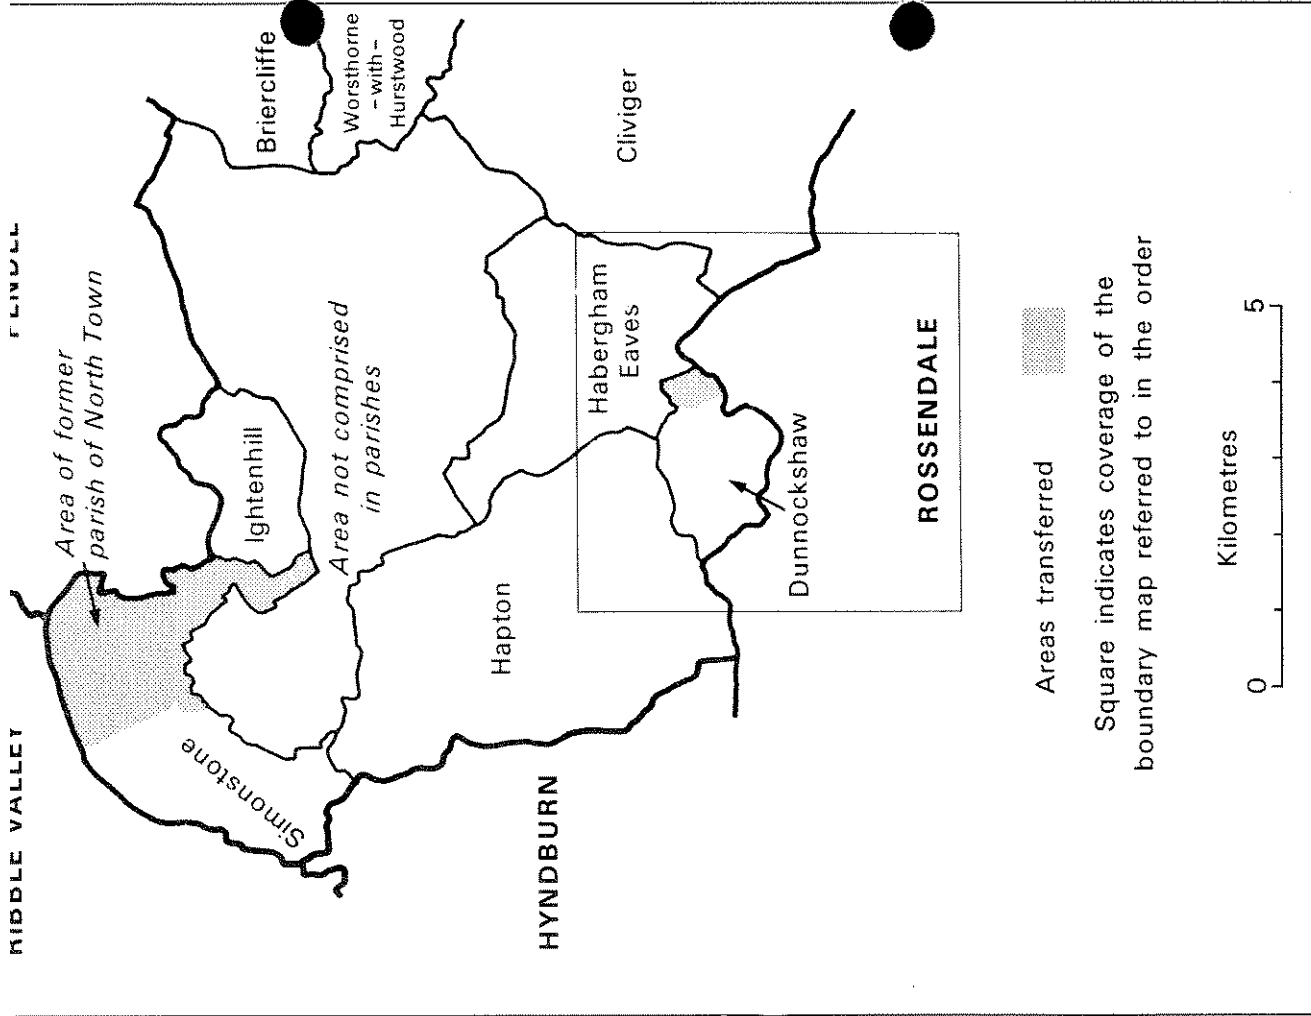 RIBBLE VALLEY
PENDLE
Area of former
parish of North Town
Briercliffe
Worsthorne
–with–
Hurstwood
Simonstone
Ightenhill
Area not comprised
in parishes
Cliviger
Hapton
Habergham
Eaves
HYNDBURN
Dunnockshaw
ROSSENDALE
Areas transferred
Square indicates coverage of the
boundary map referred to in the order
Kilometres
0
5